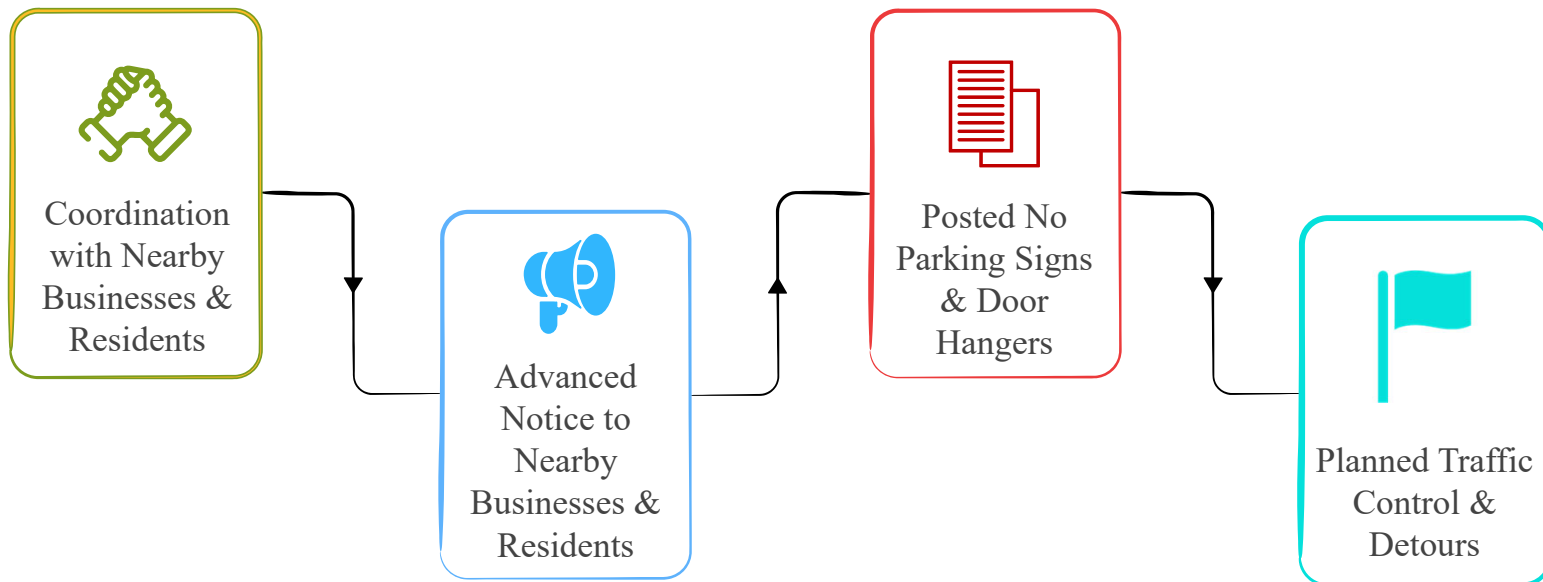 Coordination
with Nearby
Businesses &
Residents
Advanced
Notice to
Nearby
Businesses &
Residents
Posted No
Parking Signs
& Door
Hangers
Planned Traffic
Control &
Detours